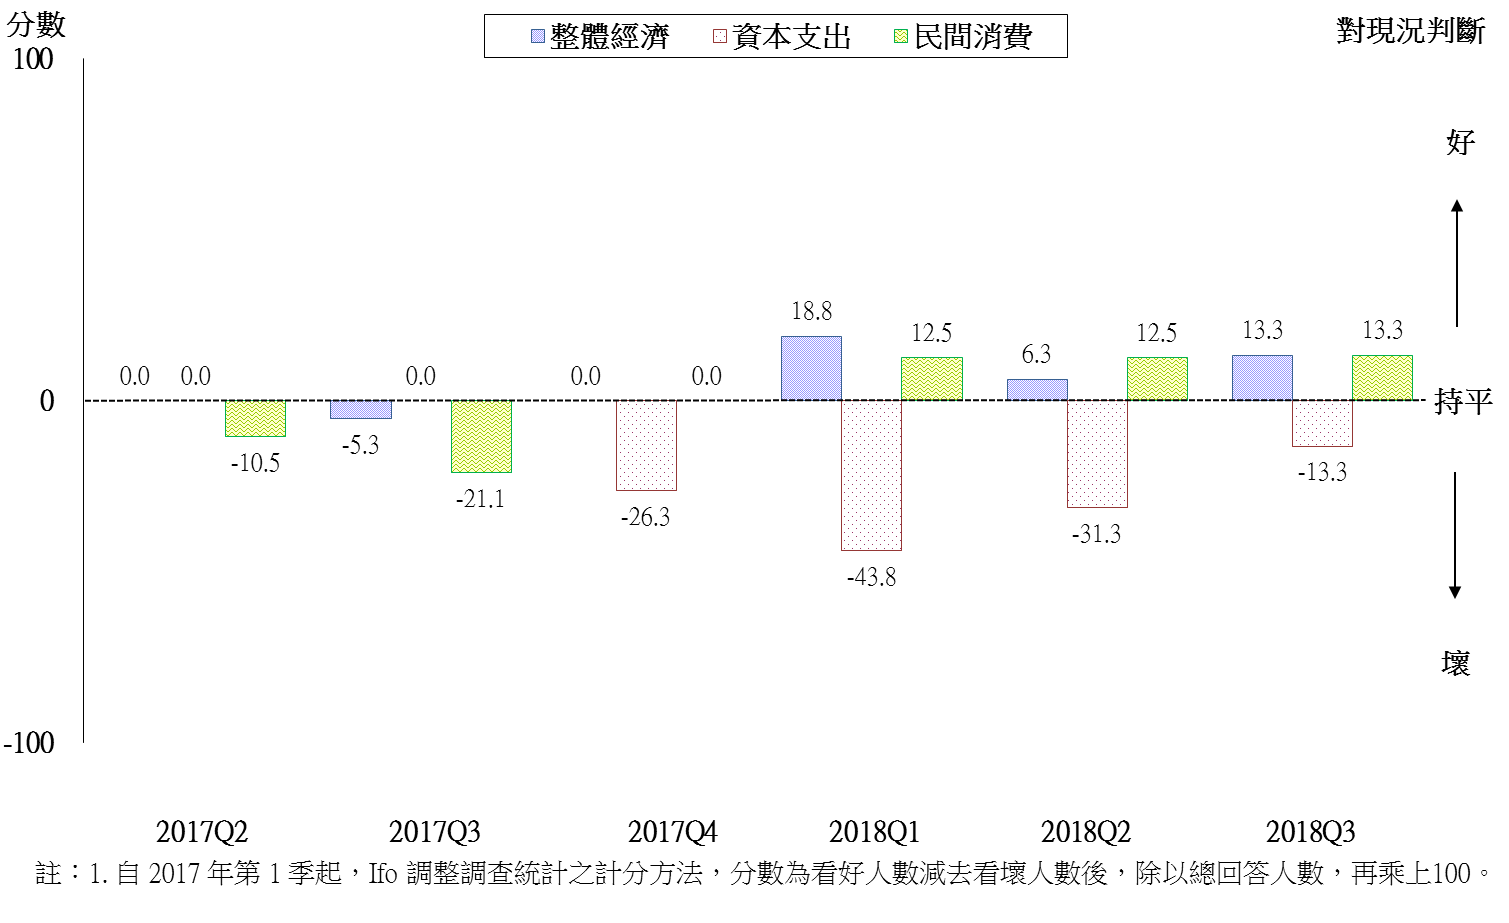 分數
整體經濟 資本支出 民間消費
對現況判斷
100
好
18.8 12.5 6.3 12.5 13.3 13.3
0.0 0.0 0.0 0.0 0.0
0
持平
-10.5 -5.3 -21.1 -26.3 -43.8 -31.3 -13.3
壞
-100
2017Q2 2017Q3 2017Q4 2018Q1 2018Q2 2018Q3
註：1. 自 2017 年第 1 季起，Ifo 調整調查統計之計分方法，分數為看好人數減去看壞人數後，除以總回答人數，再乘上100。